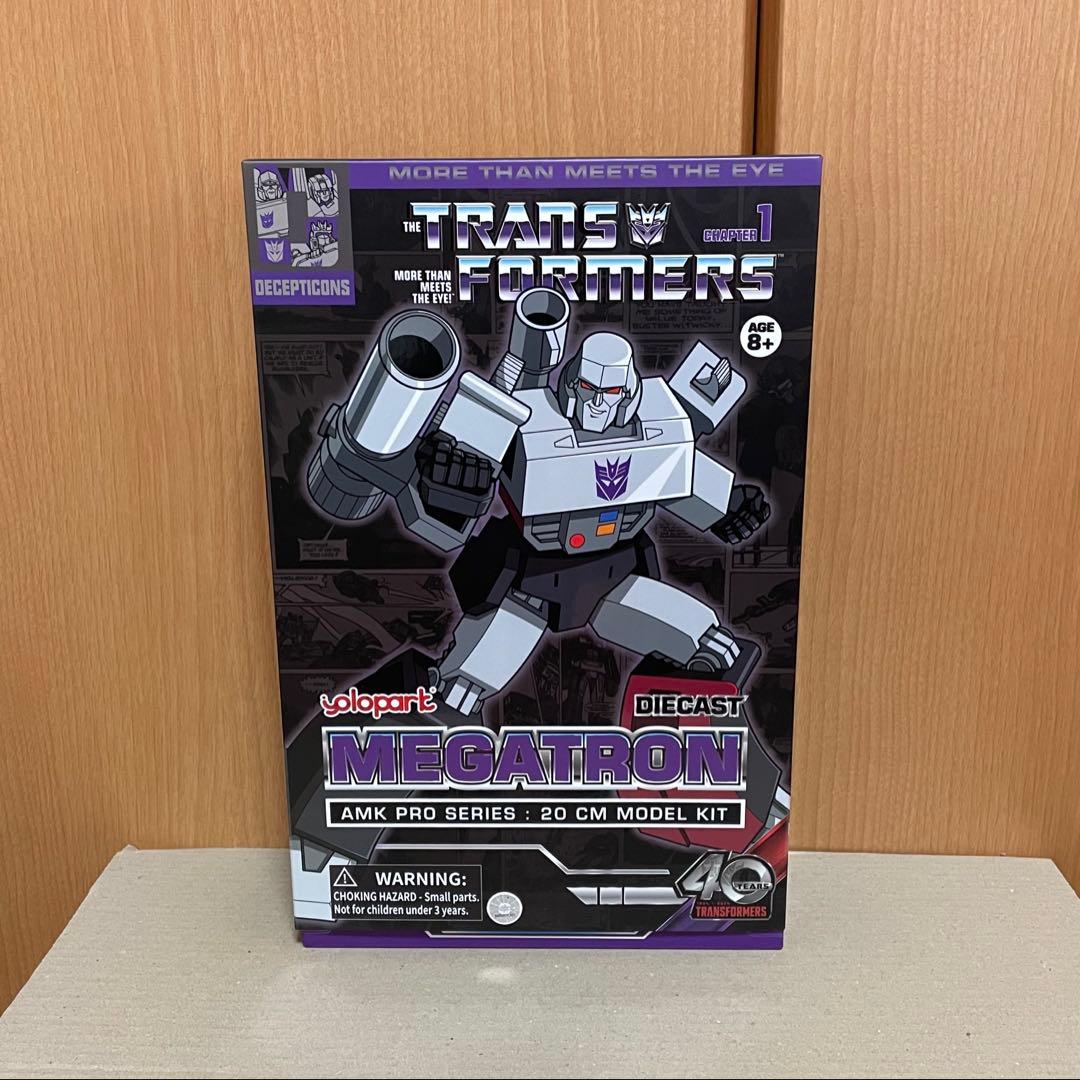 MORE THAN MEETS THE EYE
THE TRANSFORMERS™
CHAPTER 1
MORE THAN
MEETS
THE EYE!
DECEPTICONS
AGE
8+
yolopark®
DIECAST
MEGATRON
AMK PRO SERIES : 20 CM MODEL KIT
WARNING:
CHOKING HAZARD - Small parts.
Not for children under 3 years.
40
YEARS
TRANSFORMERS